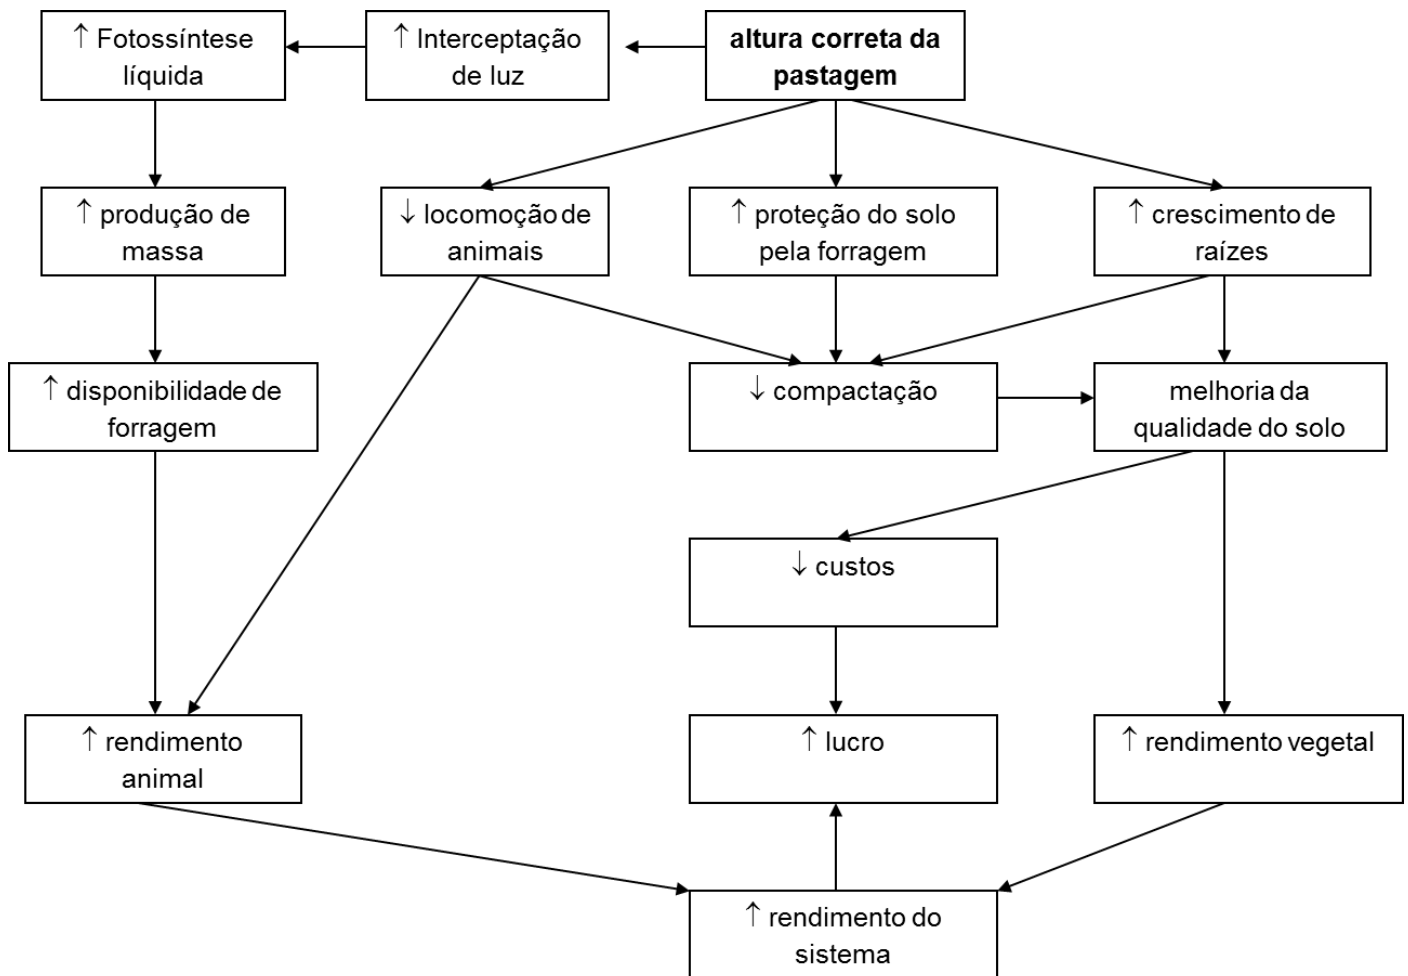 ↑ Fotossíntese
líquida
↑ Interceptação
de luz
altura correta da
pastagem
↑ produção de
massa
↓ locomoção de
animais
↑ proteção do solo
pela forragem
↑ crescimento de
raízes
↑ disponibilidade de
forragem
↓ compactação
melhoria da
qualidade do solo
↓ custos
↑ rendimento
animal
↑ lucro
↑ rendimento vegetal
↑ rendimento do
sistema